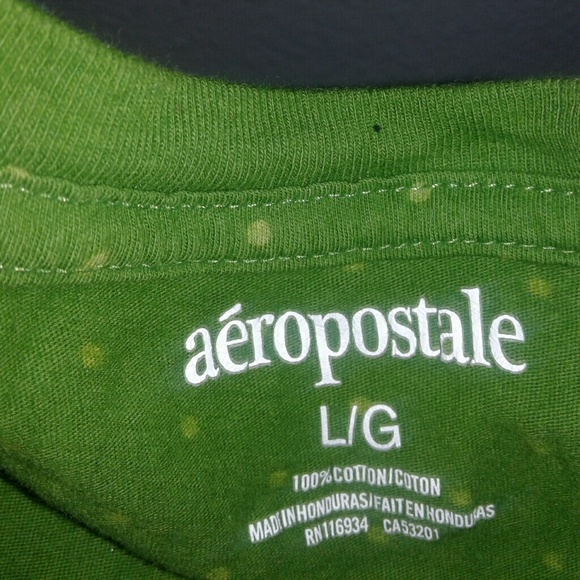 aéropostale
L/G
100% COTTON/COTON
MADE IN HONDURAS/FAIT EN HONDURAS
RN116934 CA53201